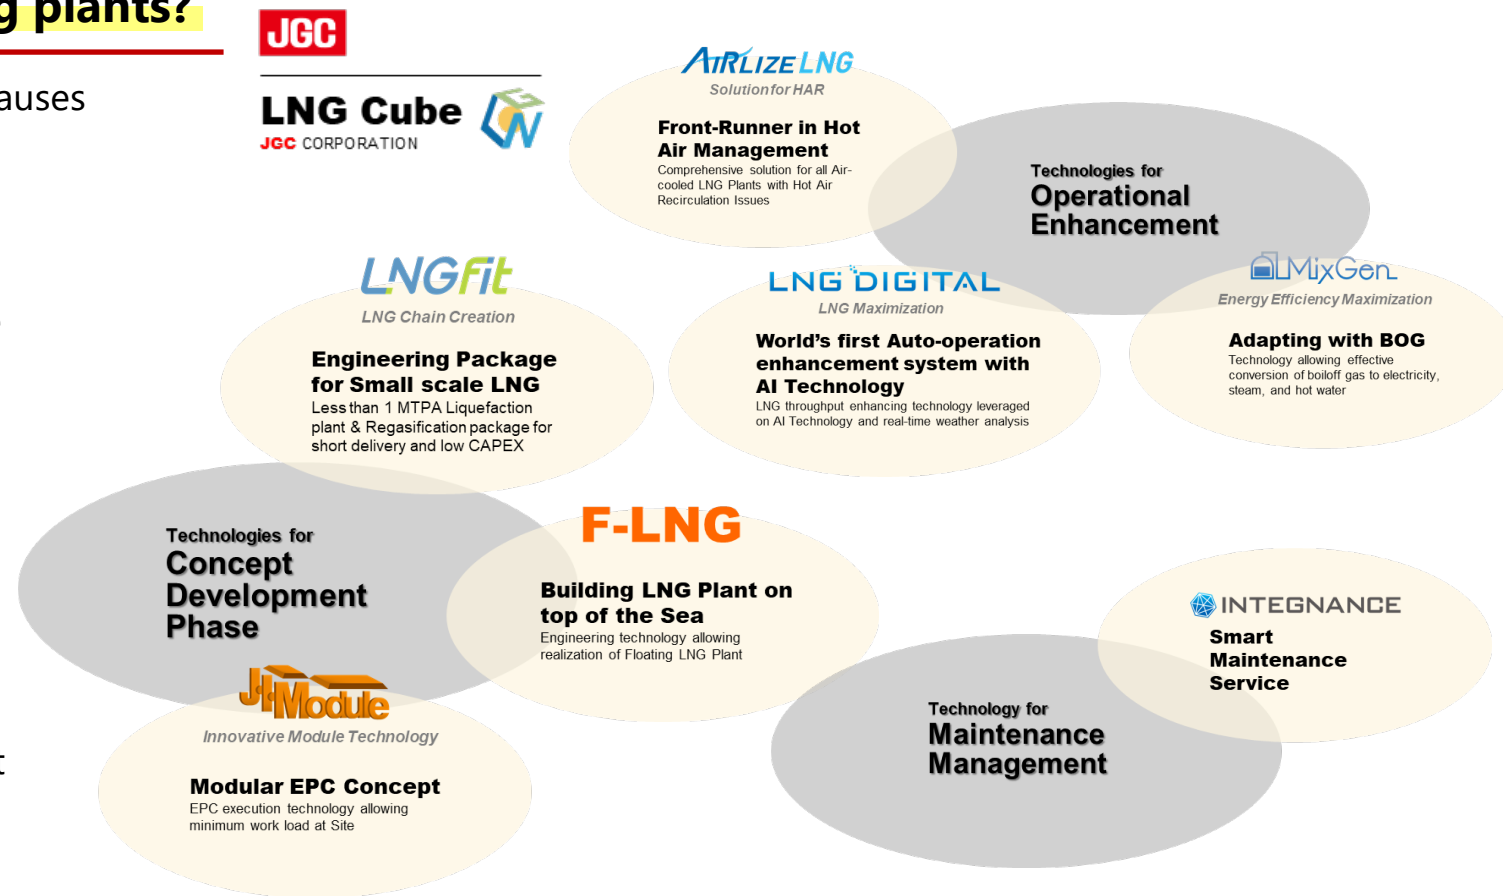 g plants?
auses
t
JGC
LNG Cube
JGC CORPORATION
AIRLIZE LNG
Solution for HAR
Front-Runner in Hot
Air Management
Comprehensive solution for all Air-
cooled LNG Plants with Hot Air
Recirculation Issues
Technologies for
Operational
Enhancement
LNGFit
LNG Chain Creation
Engineering Package
for Small scale LNG
Less than 1 MTPA Liquefaction
plant & Regasification package for
short delivery and low CAPEX
LNG DIGITAL
LNG Maximization
World's first Auto-operation
enhancement system with
AI Technology
LNG throughput enhancing technology leveraged
on AI Technology and real-time weather analysis
MixGen
Energy Efficiency Maximization
Adapting with BOG
Technology allowing effective
conversion of boiloff gas to electricity,
steam, and hot water
Technologies for
Concept
Development
Phase
F-LNG
Building LNG Plant on
top of the Sea
Engineering technology allowing
realization of Floating LNG Plant
Module
Innovative Module Technology
Modular EPC Concept
EPC execution technology allowing
minimum work load at Site
Technology for
Maintenance
Management
INTEGNANCE
Smart
Maintenance
Service